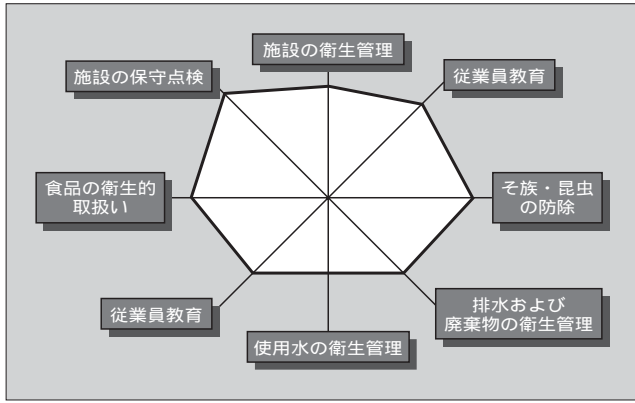 施設の衛生管理
従業員教育
施設の保守点検
食品の衛生的
取扱い
そ族・昆虫
の防除
従業員教育
排水および
廃棄物の衛生管理
使用水の衛生管理